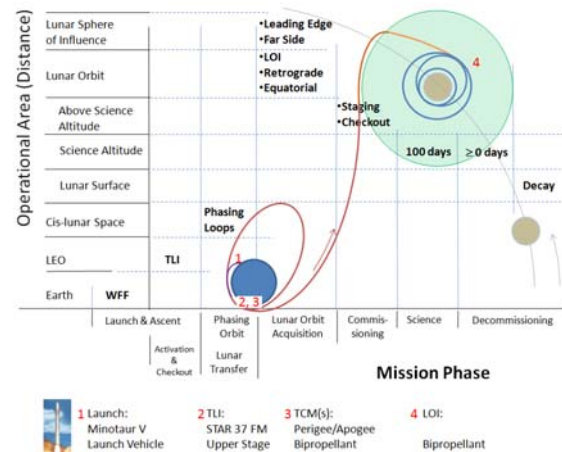 Operational Area (Distance)
Lunar Sphere
of Influence
Lunar Orbit
Above Science
Altitude
Science Altitude
Lunar Surface
Cis-lunar Space
LEO
Earth
•Leading Edge
•Far Side
•LOI
•Retrograde
•Equatorial
•Staging
•Checkout
4
100 days
≥0 days
Decay
Phasing
Loops
1
TLI
2, 3
WFF
Launch & Ascent
Phasing
Orbit
Lunar Orbit
Acquisition
Commis-
sioning
Science
Decommissioning
Activation
&
Checkout
Lunar
Transfer
Mission Phase
1 Launch:
Minotaur V
Launch Vehicle
2 TLI:
STAR 37 FM
Upper Stage
3 TCM(s):
Perigee/Apogee
Bipropellant
4 LOI:
Bipropellant